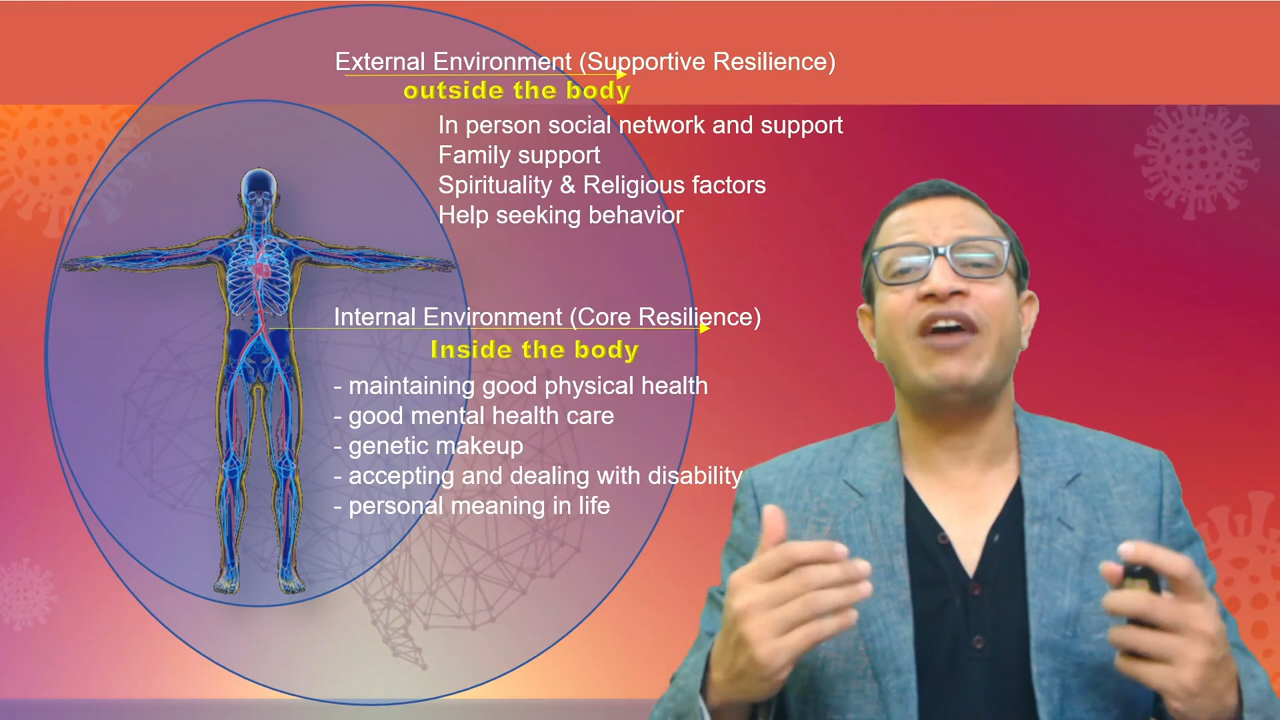 External Environment (Supportive Resilience)
outside the body
In person social network and support
Family support
Spirituality & Religious factors
Help seeking behavior
Internal Environment (Core Resilience)
Inside the body
- maintaining good physical health
- good mental health care
- genetic makeup
- accepting and dealing with disability
- personal meaning in life